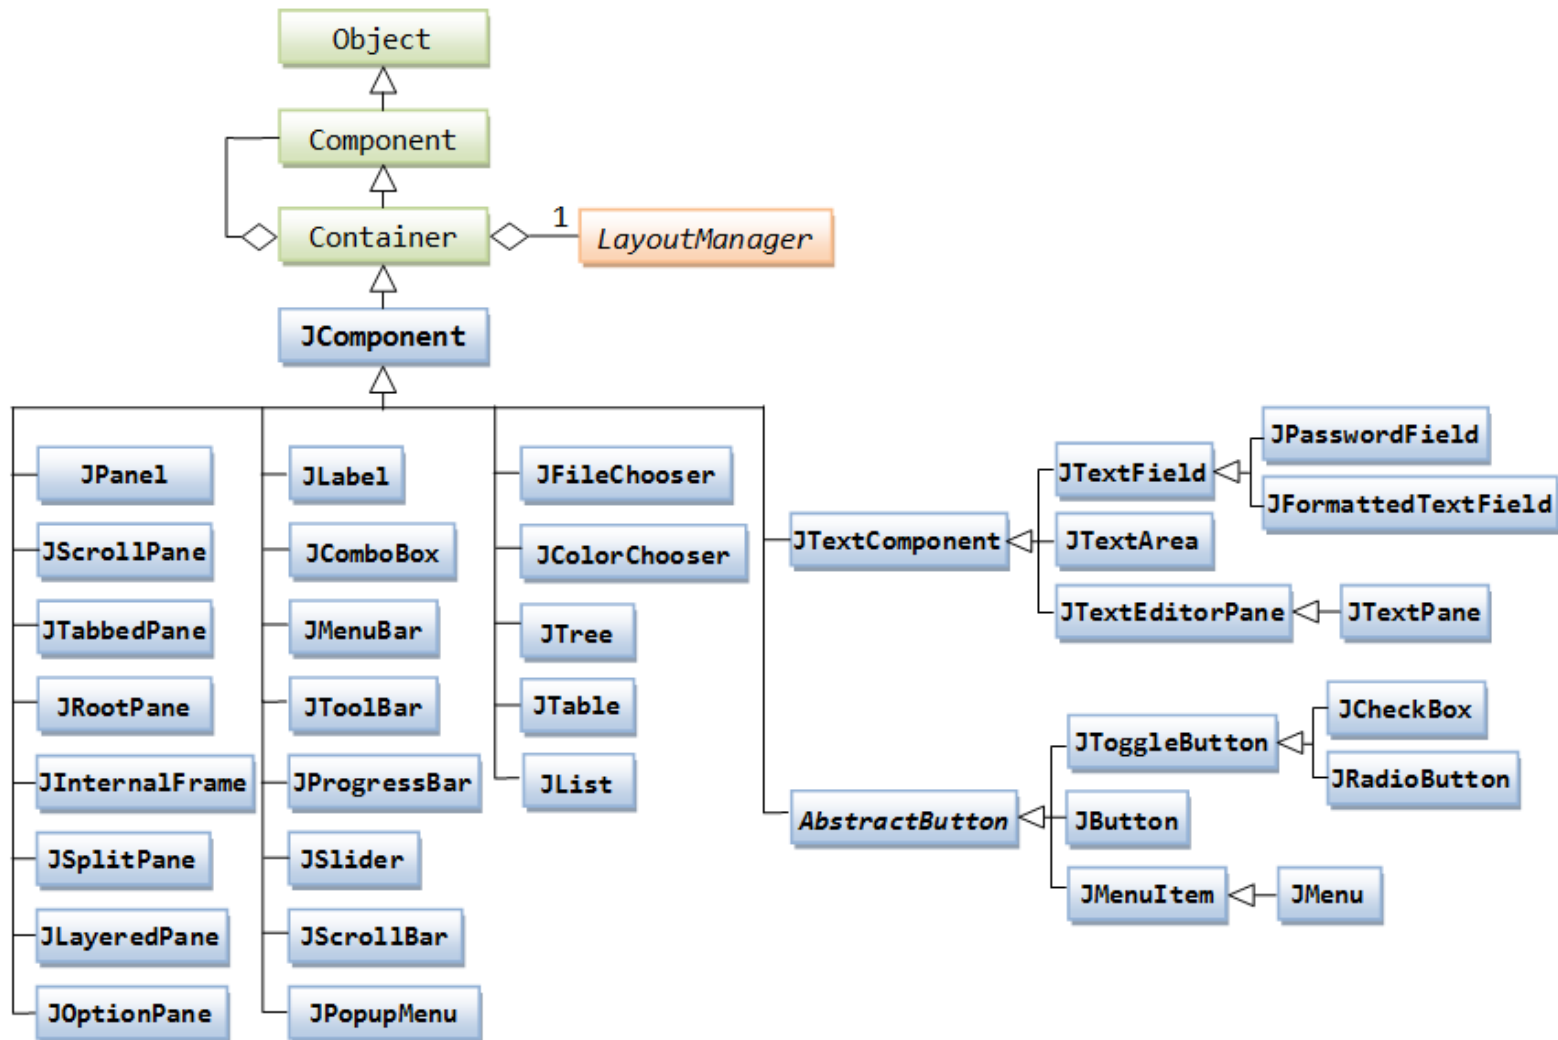 Object
Component
Container
1
LayoutManager
JComponent
JPanel
JScrollPane
JTabbedPane
JRootPane
JInternalFrame
JSplitPane
JLayeredPane
JOptionPane
JLabel
JComboBox
JMenuBar
JToolBar
JProgressBar
JSlider
JScrollBar
JPopupMenu
JFileChooser
JColorChooser
JTree
JTable
JList
JTextComponent
JTextField
JPasswordField
JFormattedTextField
JTextArea
JTextEditorPane
JTextPane
AbstractButton
JToggleButton
JCheckBox
JRadioButton
JButton
JMenuItem
JMenu